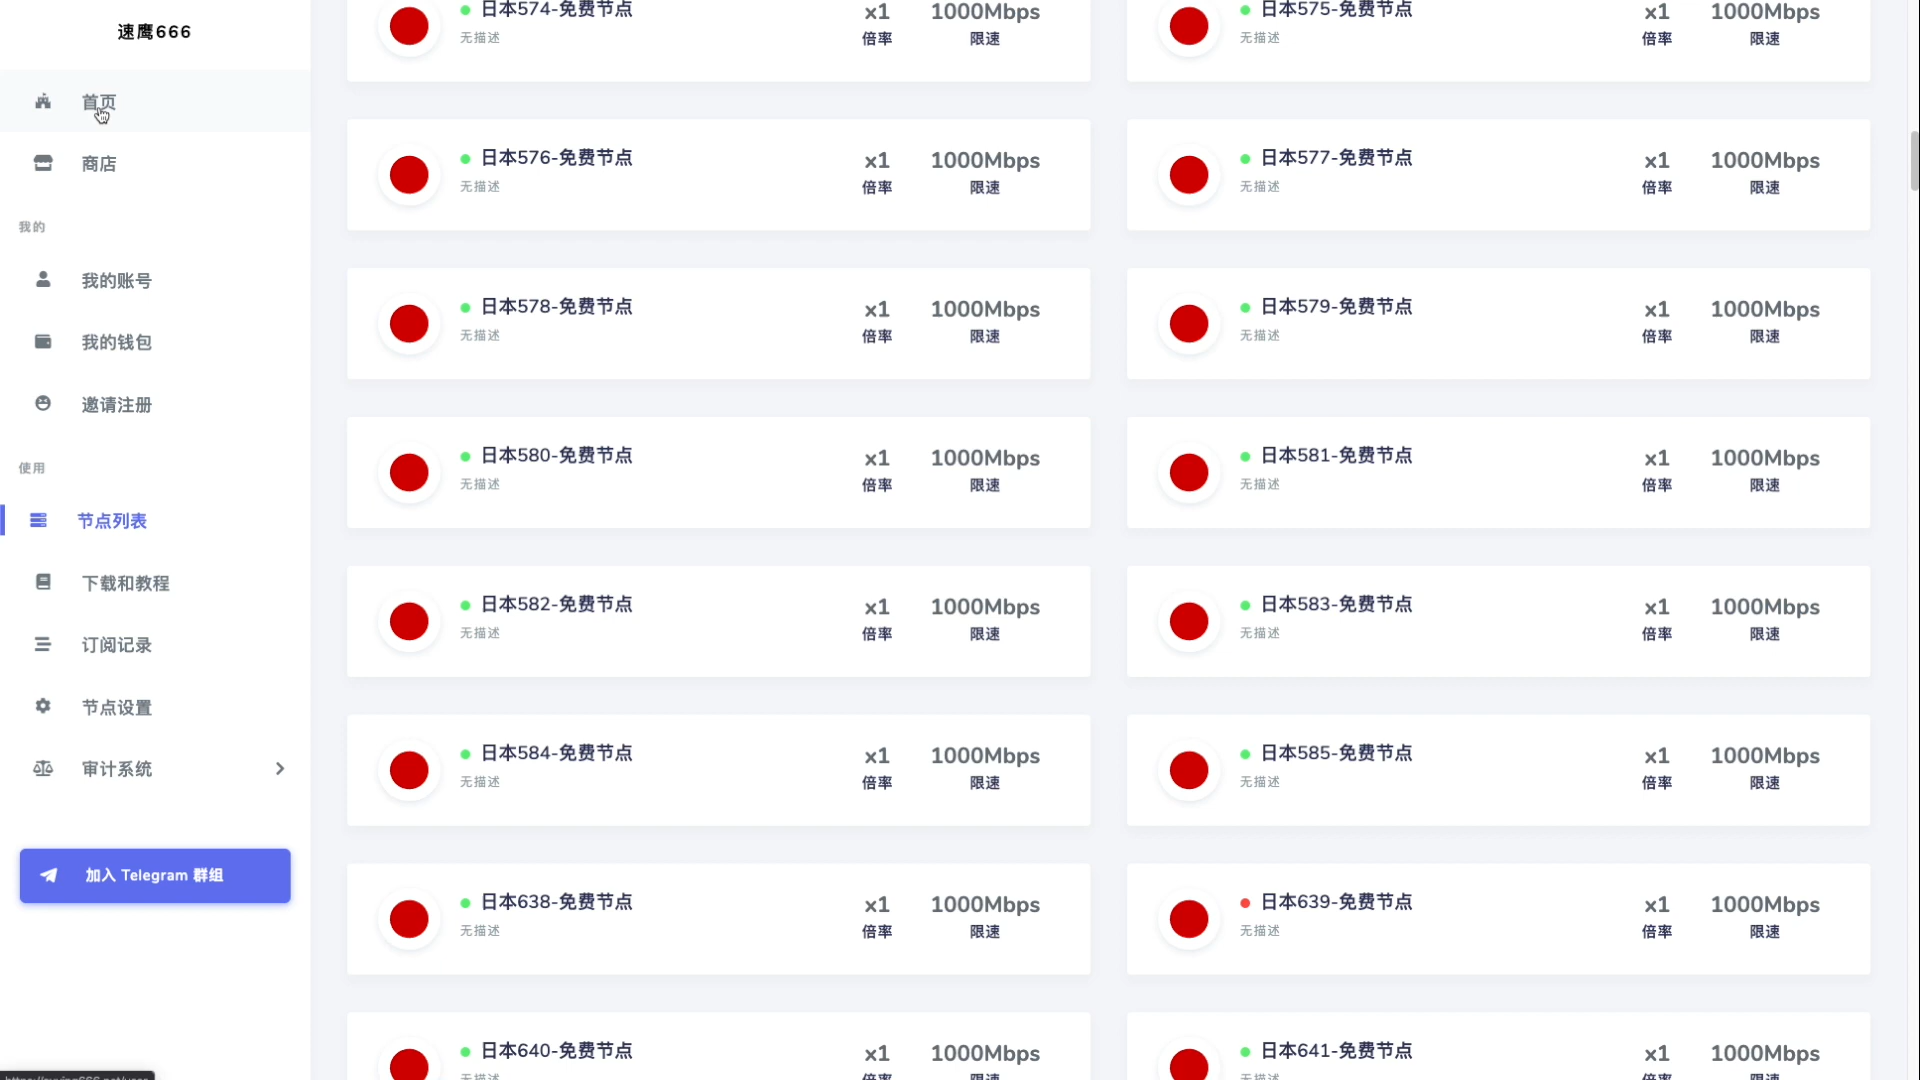 速鹰666
首页
商店
我的
我的账号
我的钱包
邀请注册
使用
节点列表
下载和教程
订阅记录
节点设置
审计系统
加入 Telegram 群组
日本574-免费节点
无描述
x1
倍率
1000Mbps
限速
日本575-免费节点
无描述
x1
倍率
1000Mbps
限速
日本576-免费节点
无描述
x1
倍率
1000Mbps
限速
日本577-免费节点
无描述
x1
倍率
1000Mbps
限速
日本578-免费节点
无描述
x1
倍率
1000Mbps
限速
日本579-免费节点
无描述
x1
倍率
1000Mbps
限速
日本580-免费节点
无描述
x1
倍率
1000Mbps
限速
日本581-免费节点
无描述
x1
倍率
1000Mbps
限速
日本582-免费节点
无描述
x1
倍率
1000Mbps
限速
日本583-免费节点
无描述
x1
倍率
1000Mbps
限速
日本584-免费节点
无描述
x1
倍率
1000Mbps
限速
日本585-免费节点
无描述
x1
倍率
1000Mbps
限速
日本638-免费节点
无描述
x1
倍率
1000Mbps
限速
日本639-免费节点
无描述
x1
倍率
1000Mbps
限速
日本640-免费节点
无描述
x1
倍率
1000Mbps
限速
日本641-免费节点
无描述
x1
倍率
1000Mbps
限速